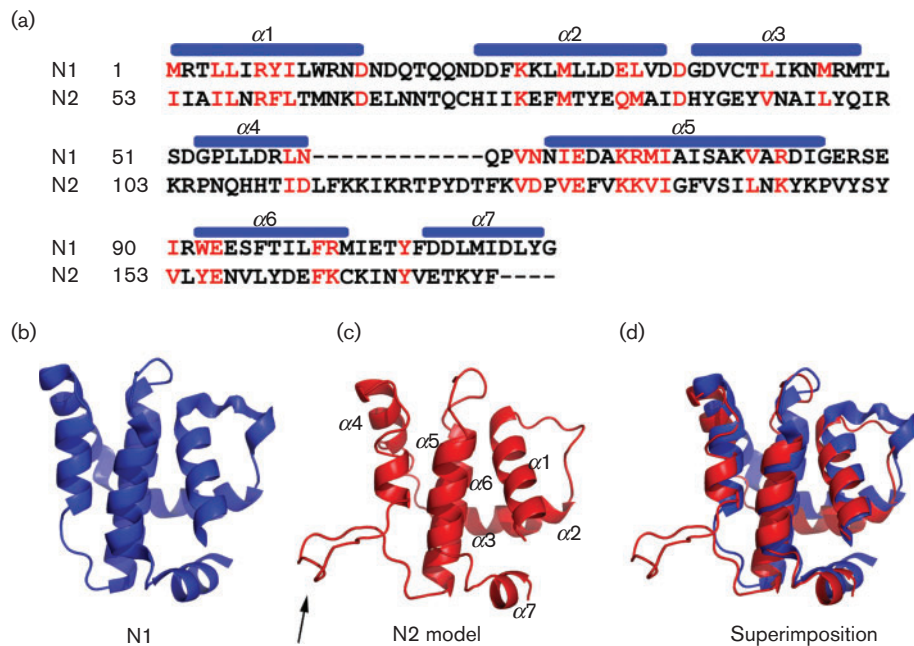 (a)
α1 α2 α3
N1 1 MRTLLIRYILWRNDNDQTQQNDDFKKLMLLDELVDDGDVCTLIKNMRMTL
N2 53 IIAILNRFLTMNKDELNNTQCHIIKEFMTYEQMAIDHYGEYVNAILYQIR
α4 α5
N1 51 SDGPLLDRLN------------QPVNNIEDAKRMIAISAKVARDIGERSE
N2 103 KRPNQHHTIDLFKKIKRTPYDTFKVDPVEFVKKVIGFVSILNKYKPVYSY
α6 α7
N1 90 IRWEESFTILFRMIETYFDDLMIDLYG
N2 153 VLYENVLYDEFKCKINYVETKYF----
(b) (c) (d)
α4
α5
α1
α6
α2
α3
α7
N1 N2 model Superimposition